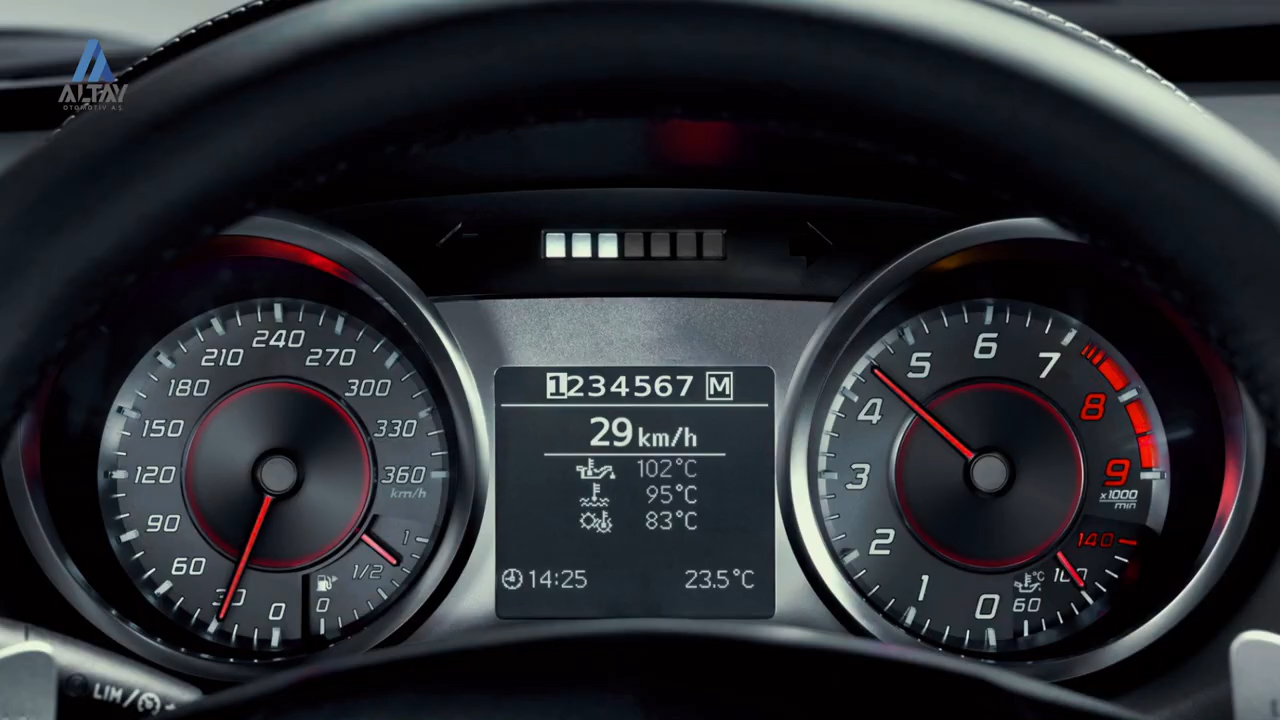 ALTAY
OTOMOTİV A.Ş.
240
210
270
180
300
150
330
120
360
km/h
90
60
30
0
1
1/2
0
1234567 M
29 km/h
102°C
95°C
83°C
14:25
23.5°C
6
5
7
4
8
3
9
x1000
min
2
140
1
100
°C
0
60
LIM/